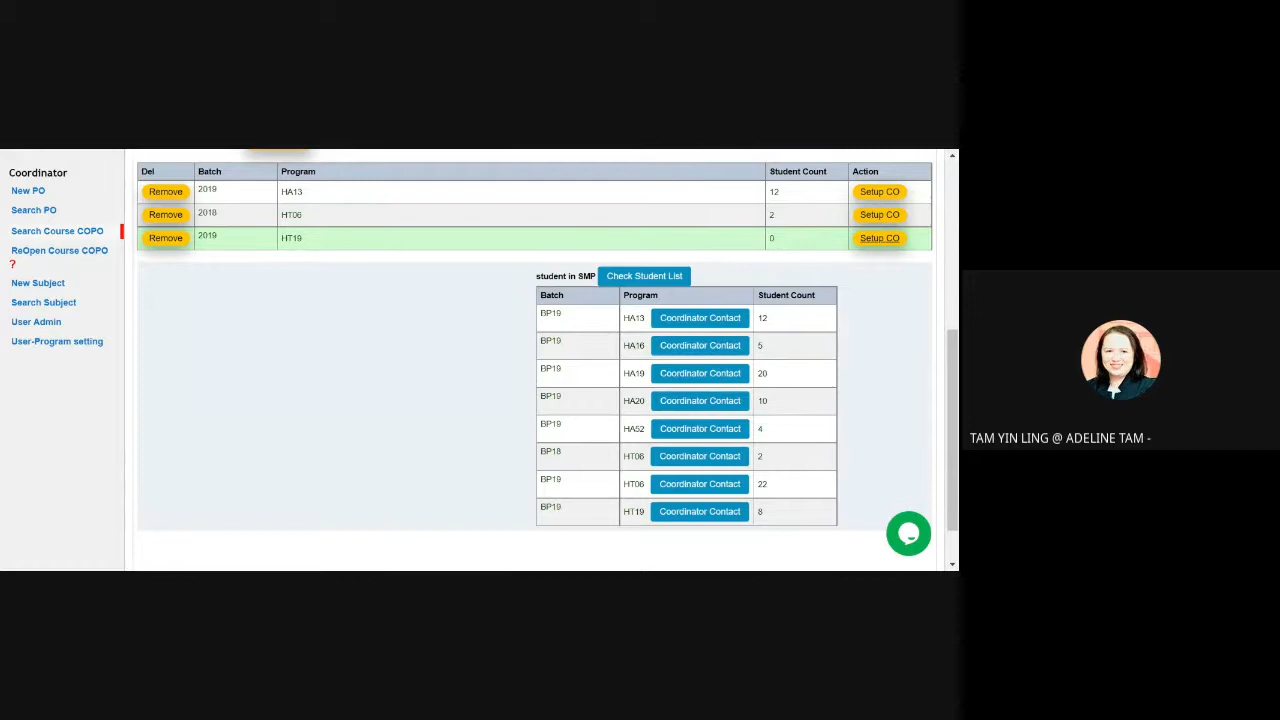 Coordinator
New PO
Search PO
Search Course COPO
ReOpen Course COPO
?
New Subject
Search Subject
User Admin
User-Program setting
Del Batch Program Student Count Action
Remove 2019 HA13 12 Setup CO
Remove 2018 HT06 2 Setup CO
Remove 2019 HT19 0 Setup CO
student in SMP Check Student List
Batch Program Student Count
BP19 HA13 Coordinator Contact 12
BP19 HA16 Coordinator Contact 5
BP19 HA19 Coordinator Contact 20
BP19 HA20 Coordinator Contact 10
BP19 HA52 Coordinator Contact 4
BP18 HT06 Coordinator Contact 2
BP19 HT06 Coordinator Contact 22
BP19 HT19 Coordinator Contact 8
TAM YIN LING @ ADELINE TAM -